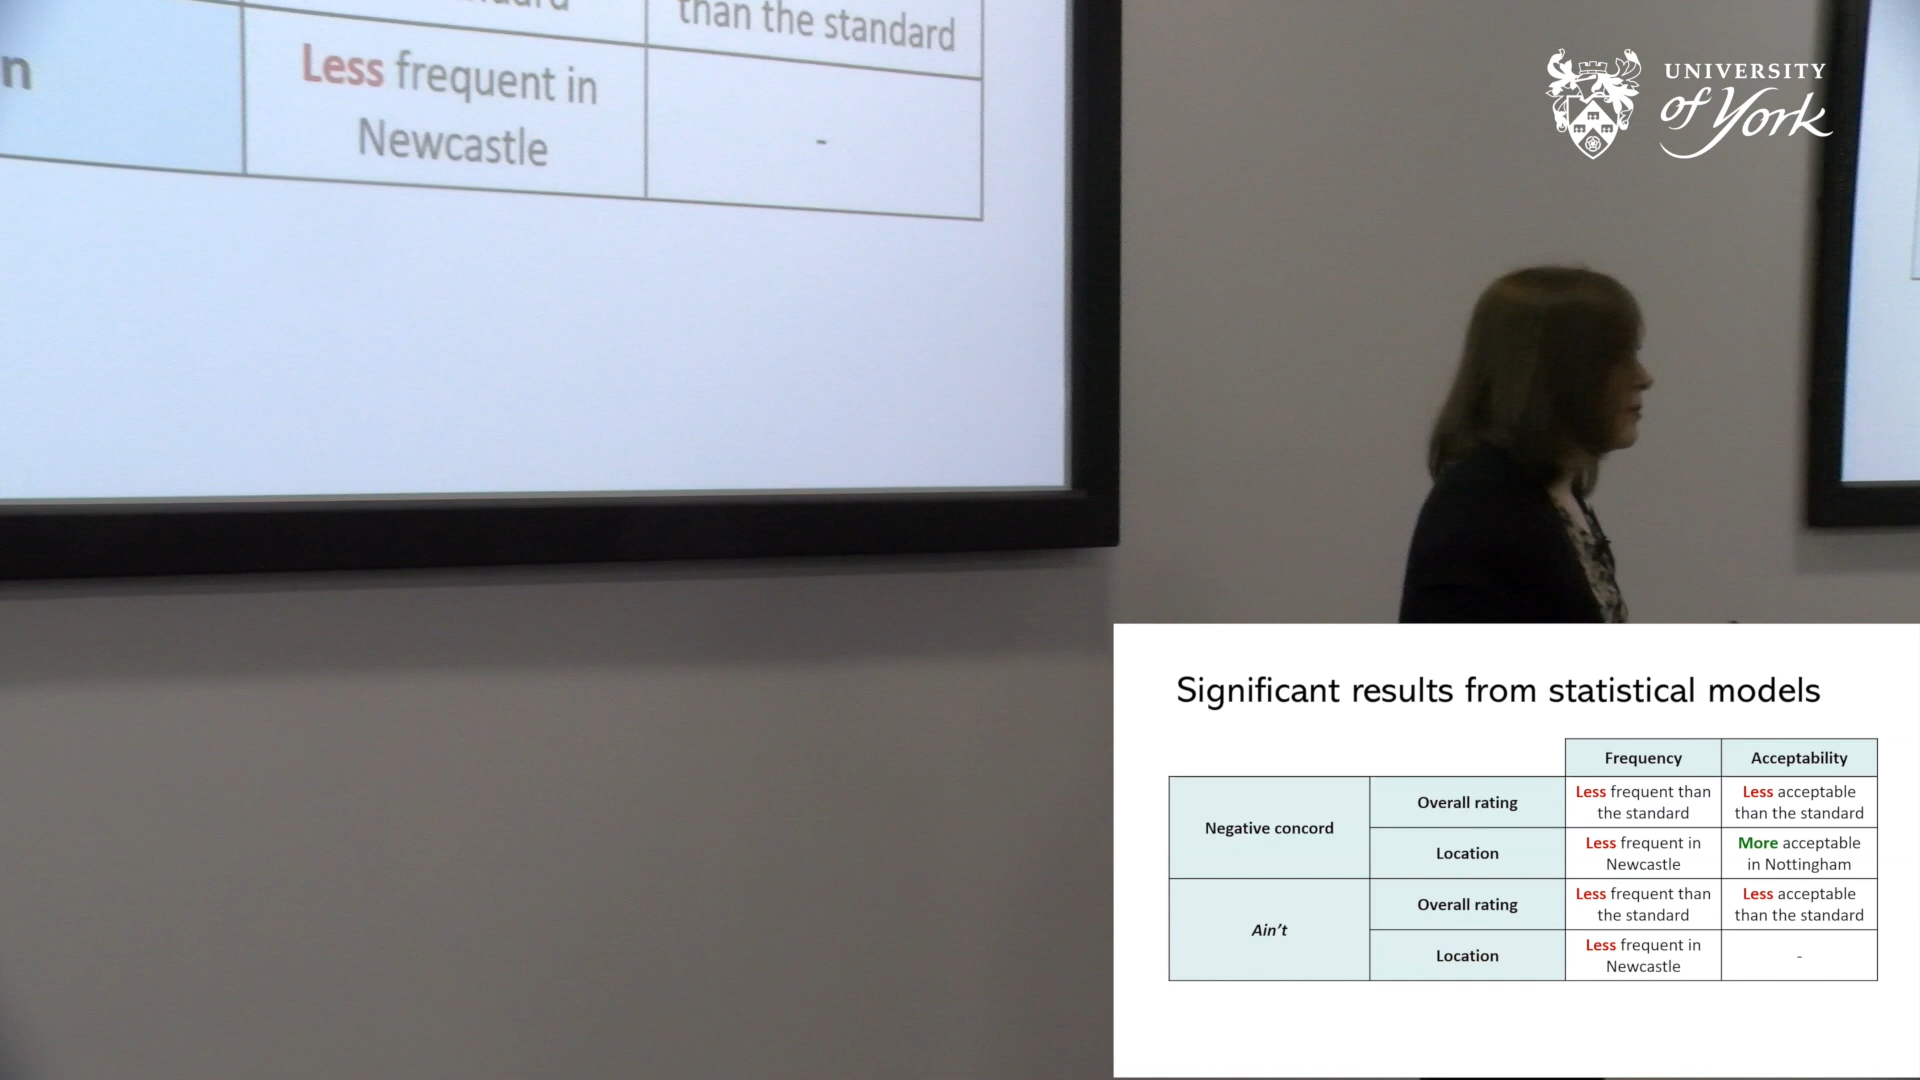 than the standard
n
Less frequent in
Newcastle
-
UNIVERSITY
of York
Significant results from statistical models
Frequency
Acceptability
Negative concord
Overall rating
Less frequent than
the standard
Less acceptable
than the standard
Location
Less frequent in
Newcastle
More acceptable
in Nottingham
Ain't
Overall rating
Less frequent than
the standard
Less acceptable
than the standard
Location
Less frequent in
Newcastle
-